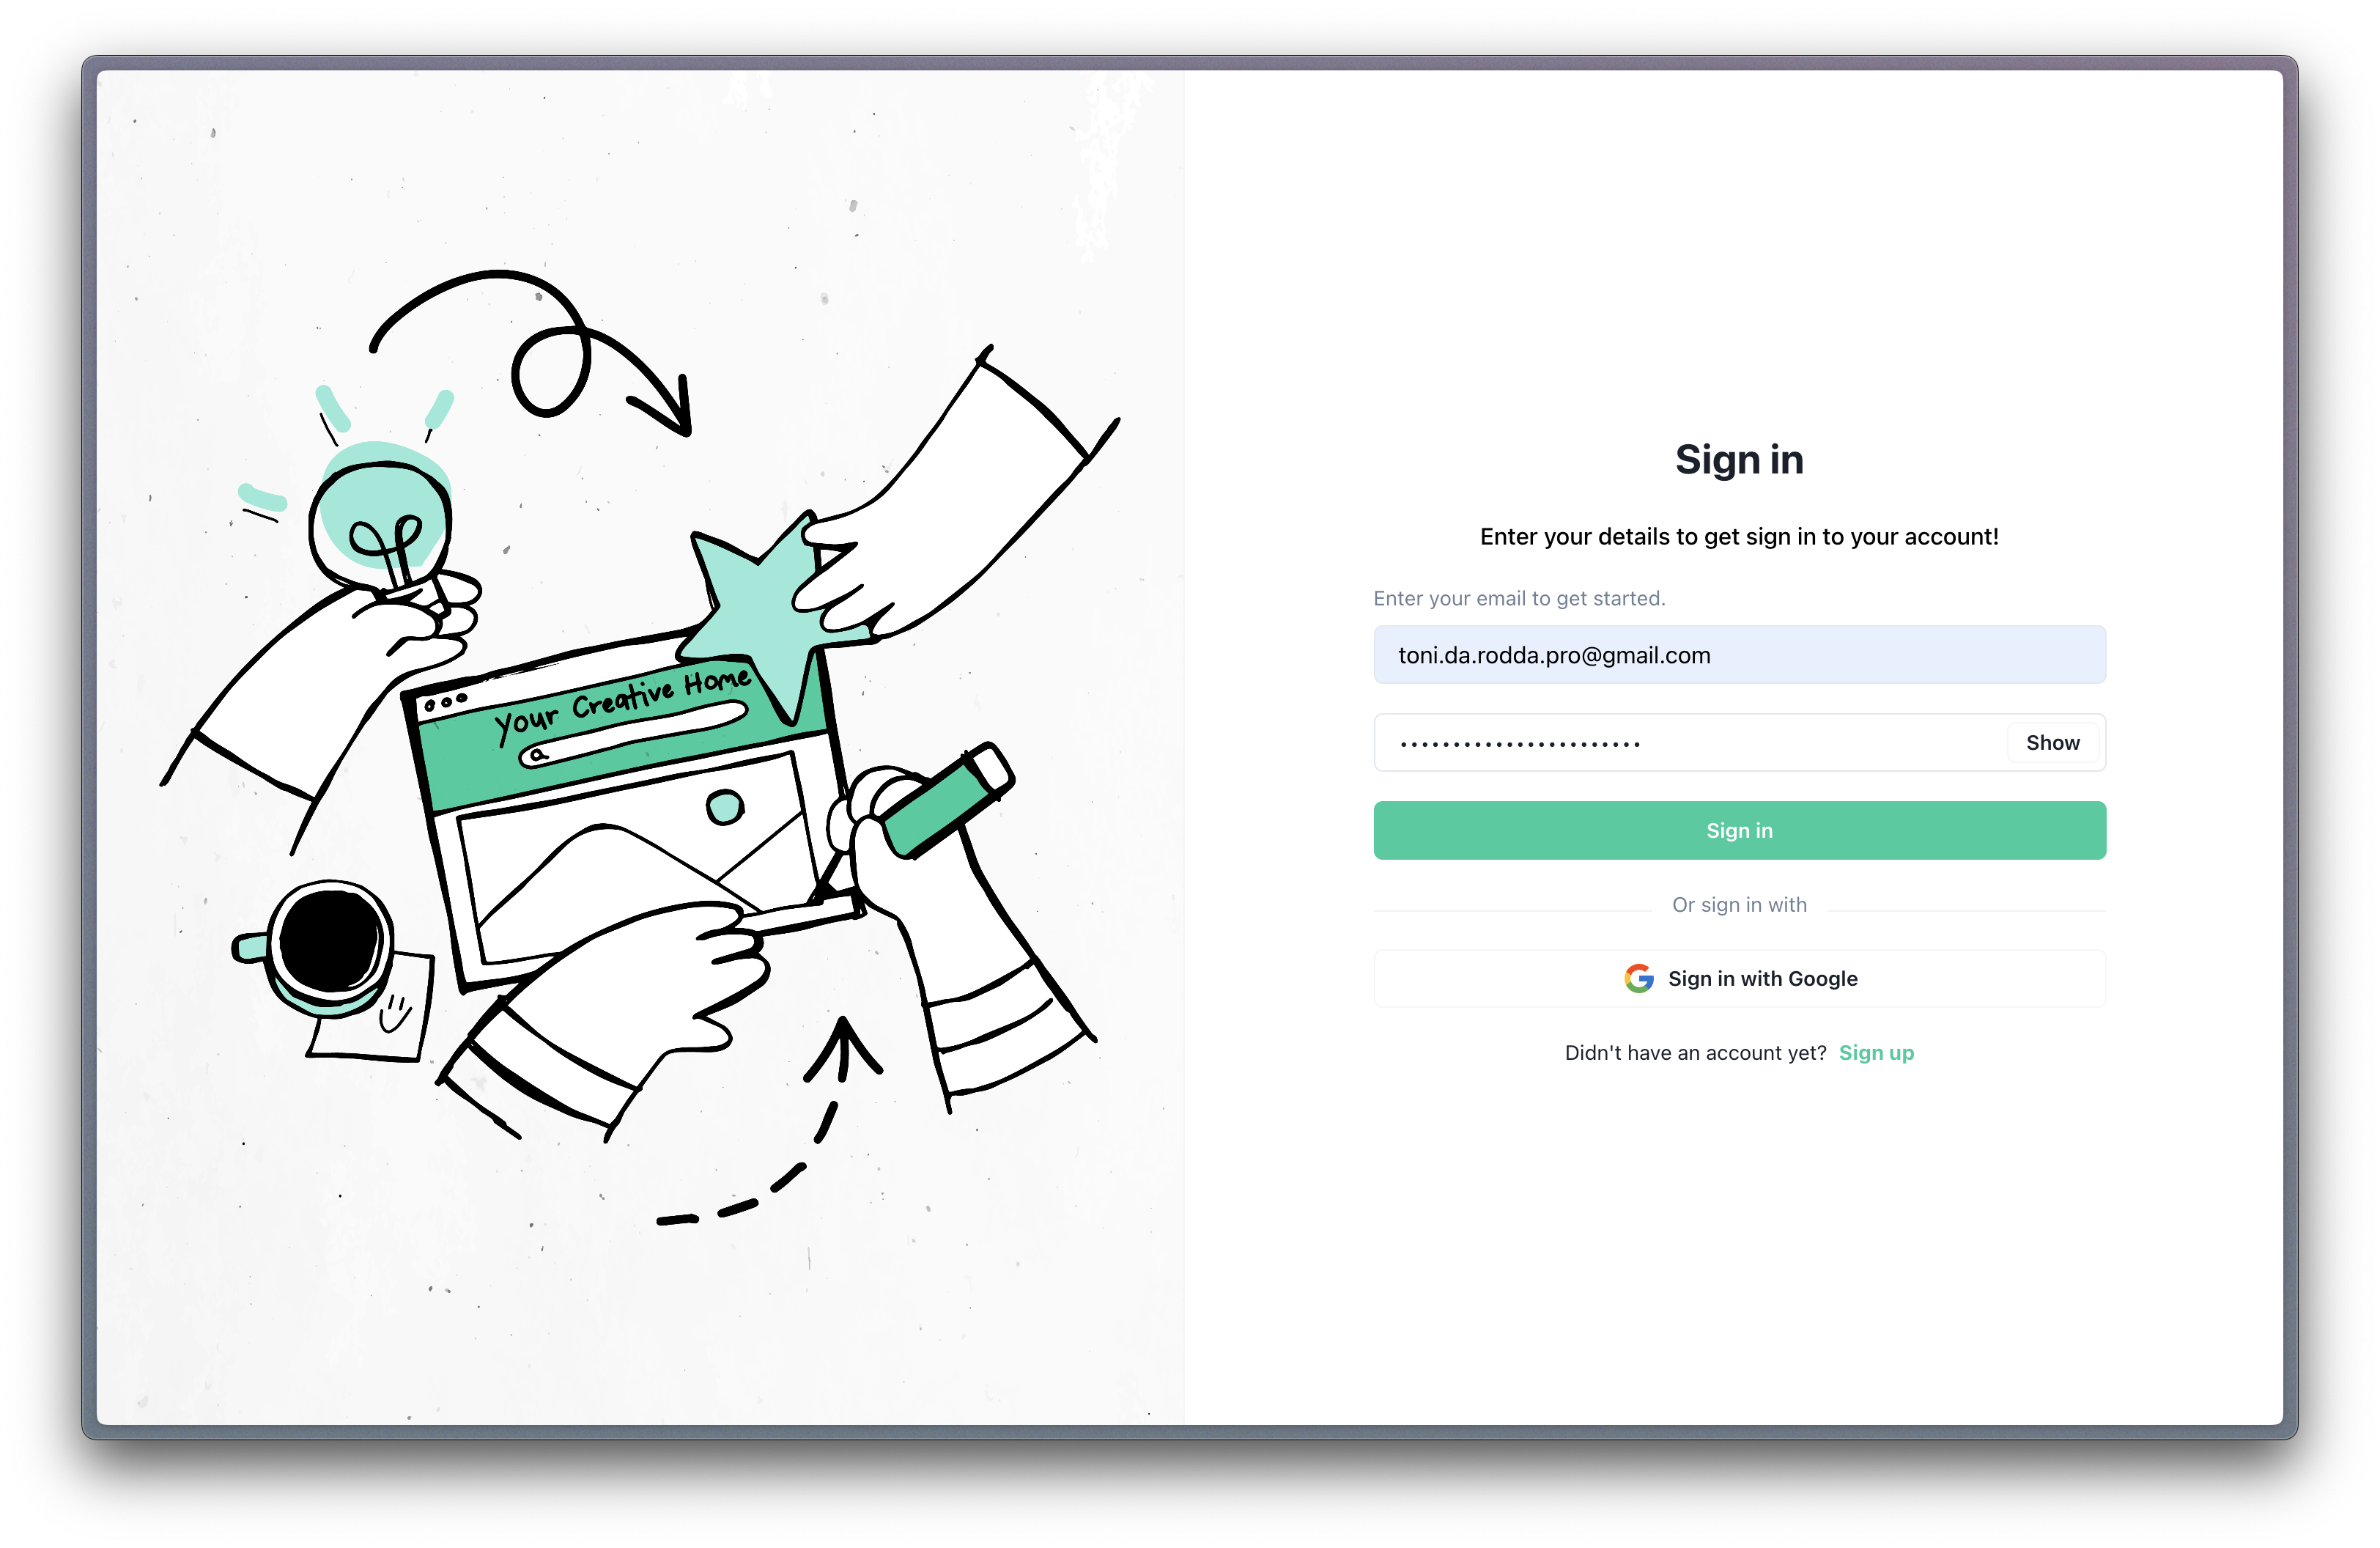 Your Creative Home
Sign in
Enter your details to get sign in to your account!
Enter your email to get started.
toni.da.rodda.pro@gmail.com
•••••••••••••••••••••••
Show
Sign in
Or sign in with
Sign in with Google
Didn't have an account yet? Sign up